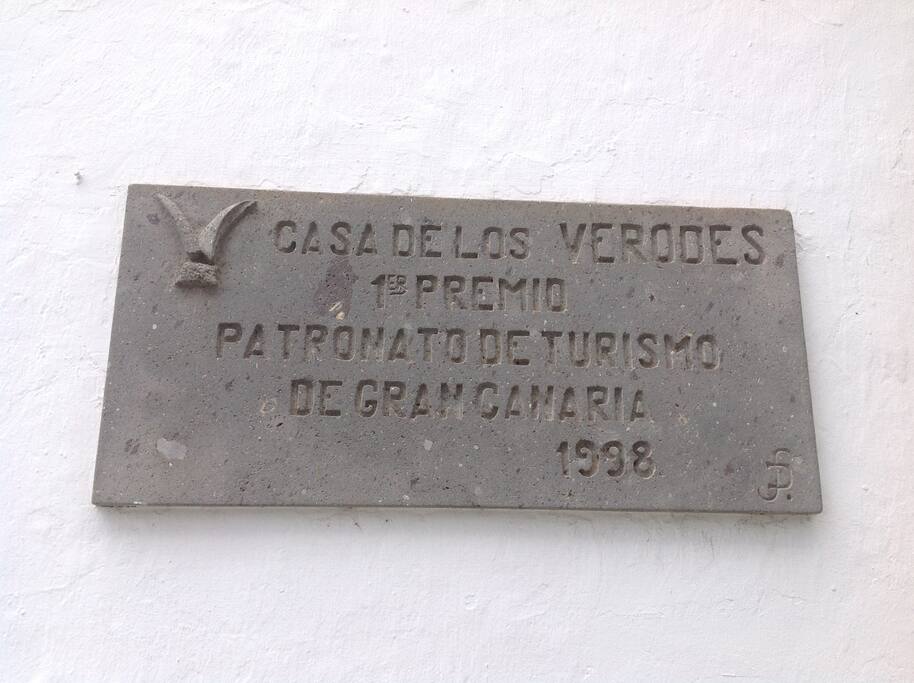 CASA DE LOS VERODES
1ER PREMIO
PATRONATO DE TURISMO
DE GRAN CANARIA
1998